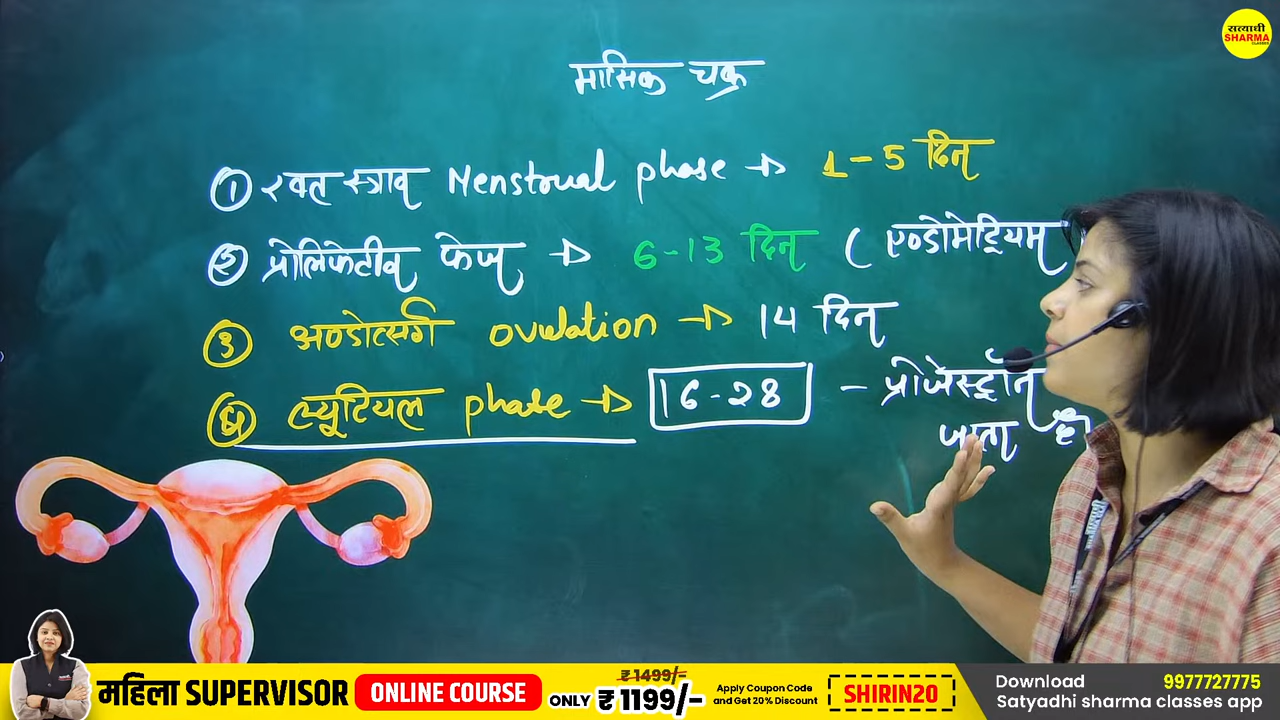 सत्याधी
SHARMA
CLASSES
मासिक चक्र
① रक्त स्त्राव Menstrual phase → 1-5 दिन
② प्रोलिफेटीव फेज → 6-13 दिन ( एण्डोमेट्रियम )
③ अण्डोत्सर्ग ovulation → 14 दिन
④ ल्यूटियल phase → 16-28 - प्रोजेस्ट्रॉन
जाता है।
महिला SUPERVISOR ONLINE COURSE ONLY ₹1499/- ₹1199/- Apply Coupon Code and Get 20% Discount SHIRIN20
Download 9977727775
Satyadhi sharma classes app